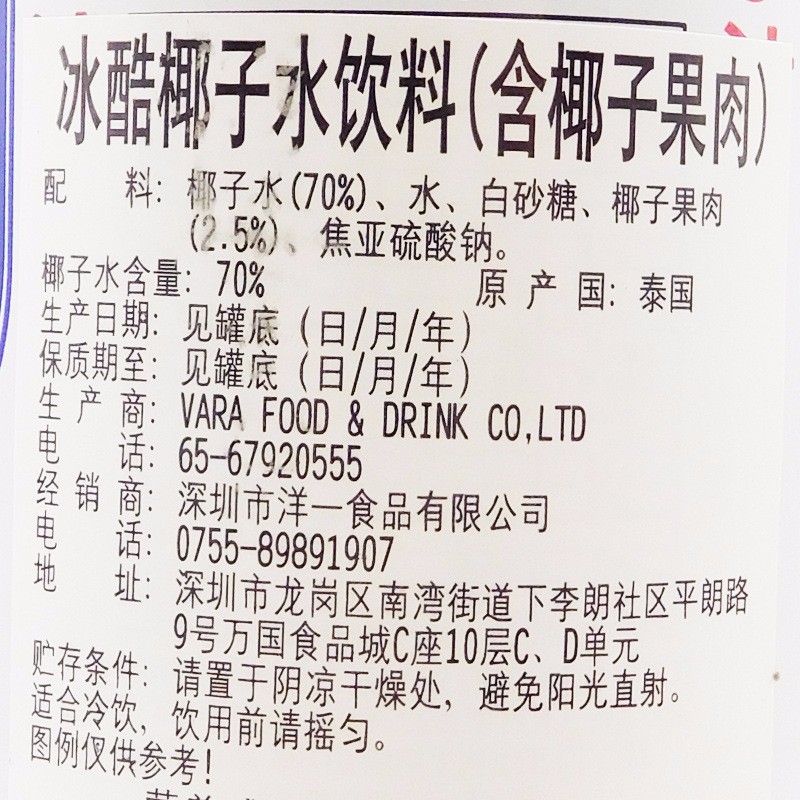 冰酷椰子水饮料(含椰子果肉)
配料: 椰子水(70%)、水、白砂糖、椰子果肉
(2.5%)、焦亚硫酸钠。
椰子水含量: 70% 原产国: 泰国
生产日期: 见罐底 (日/月/年)
保质期至: 见罐底 (日/月/年)
生产商: VARA FOOD & DRINK CO,LTD
电话: 65-67920555
经销商: 深圳市洋一食品有限公司
电话: 0755-89891907
地址: 深圳市龙岗区南湾街道下李朗社区平朗路
9号万国食品城C座10层C、D单元
贮存条件: 请置于阴凉干燥处, 避免阳光直射。
适合冷饮, 饮用前请摇匀。
图例仅供参考!